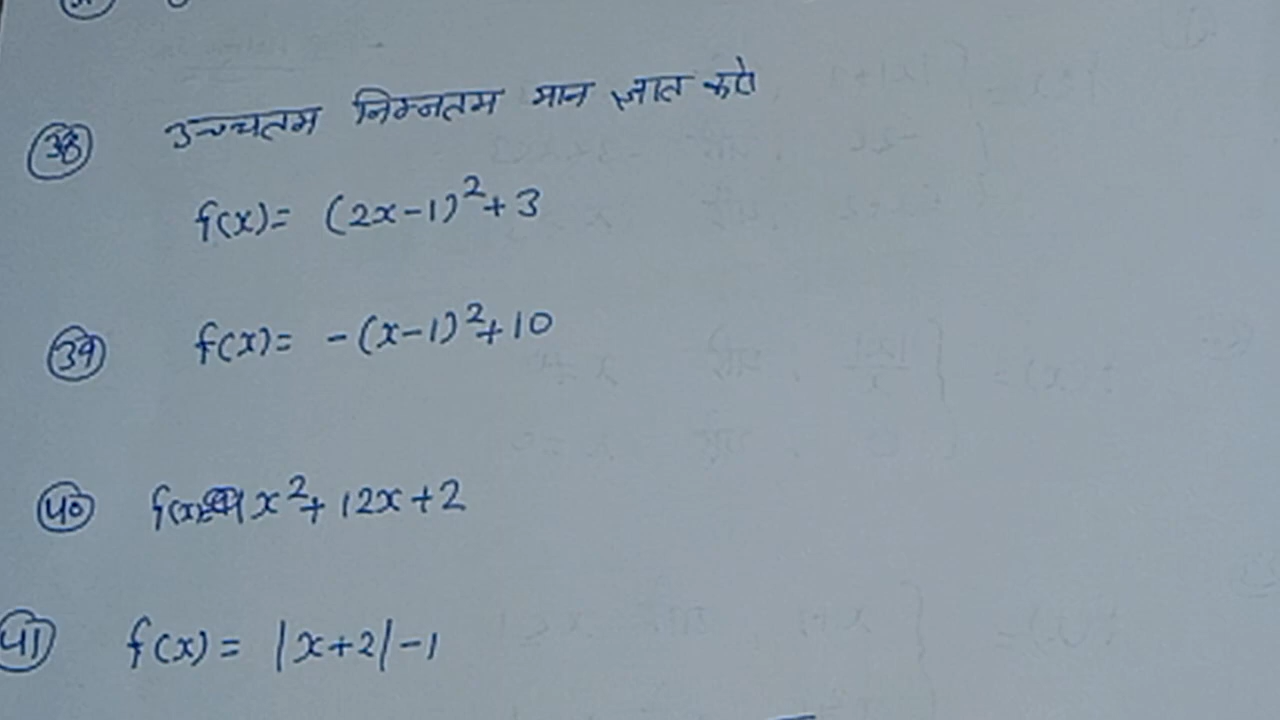 38 उच्चतम निम्नतम मान ज्ञात करो
f(x) = (2x-1)²+3
39 f(x) = -(x-1)²+10
40 f(x) = x²+12x+2
41 f(x) = |x+2|-1